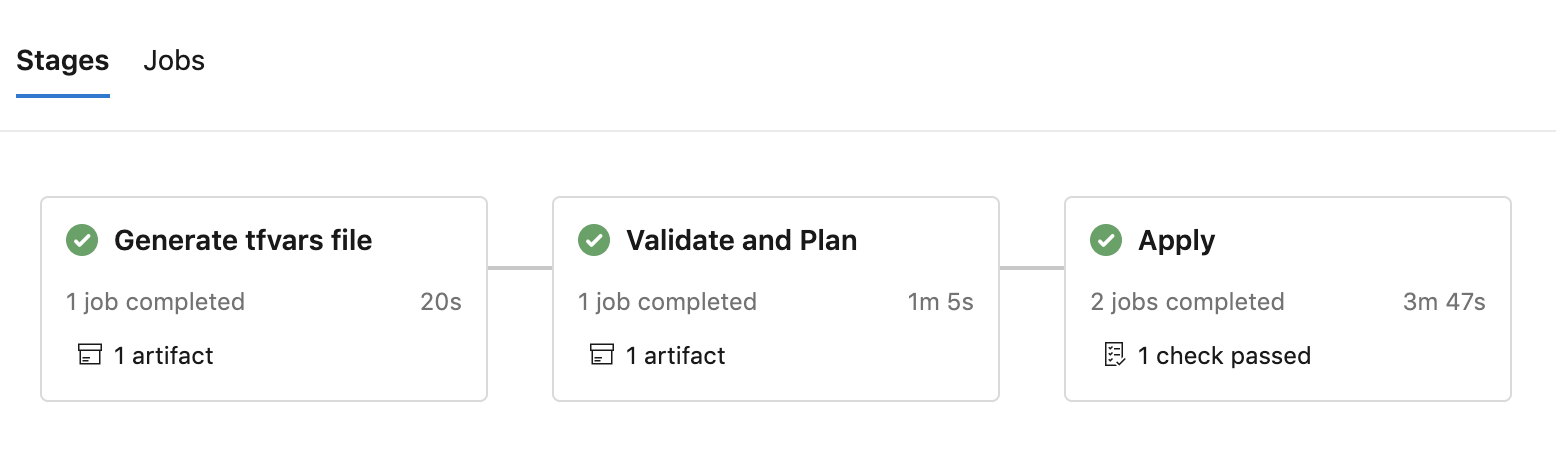 Stages Jobs
Generate tfvars file
1 job completed 20s
1 artifact
Validate and Plan
1 job completed 1m 5s
1 artifact
Apply
2 jobs completed 3m 47s
1 check passed